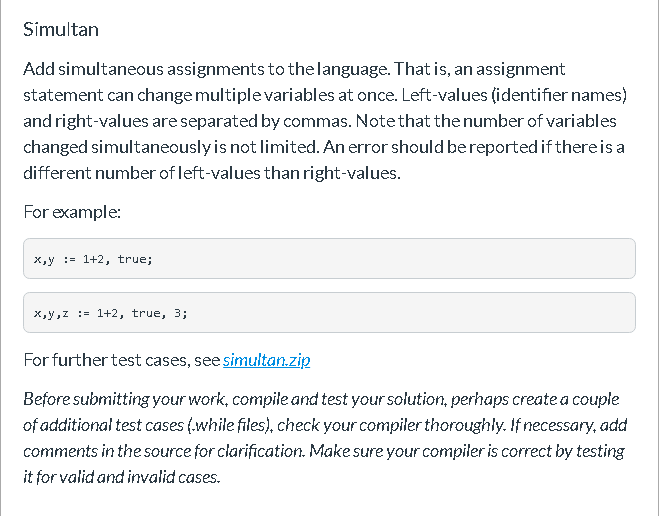 Simultan
Add simultaneous assignments to the language. That is, an assignment
statement can change multiple variables at once. Left-values (identifier names)
and right-values are separated by commas. Note that the number of variables
changed simultaneously is not limited. An error should be reported if there is a
different number of left-values than right-values.
For example:
x,y := 1+2, true;
x,y,z := 1+2, true, 3;
For further test cases, see simultan.zip
Before submitting your work, compile and test your solution, perhaps create a couple
of additional test cases (.while files), check your compiler thoroughly. If necessary, add
comments in the source for clarification. Make sure your compiler is correct by testing
it for valid and invalid cases.